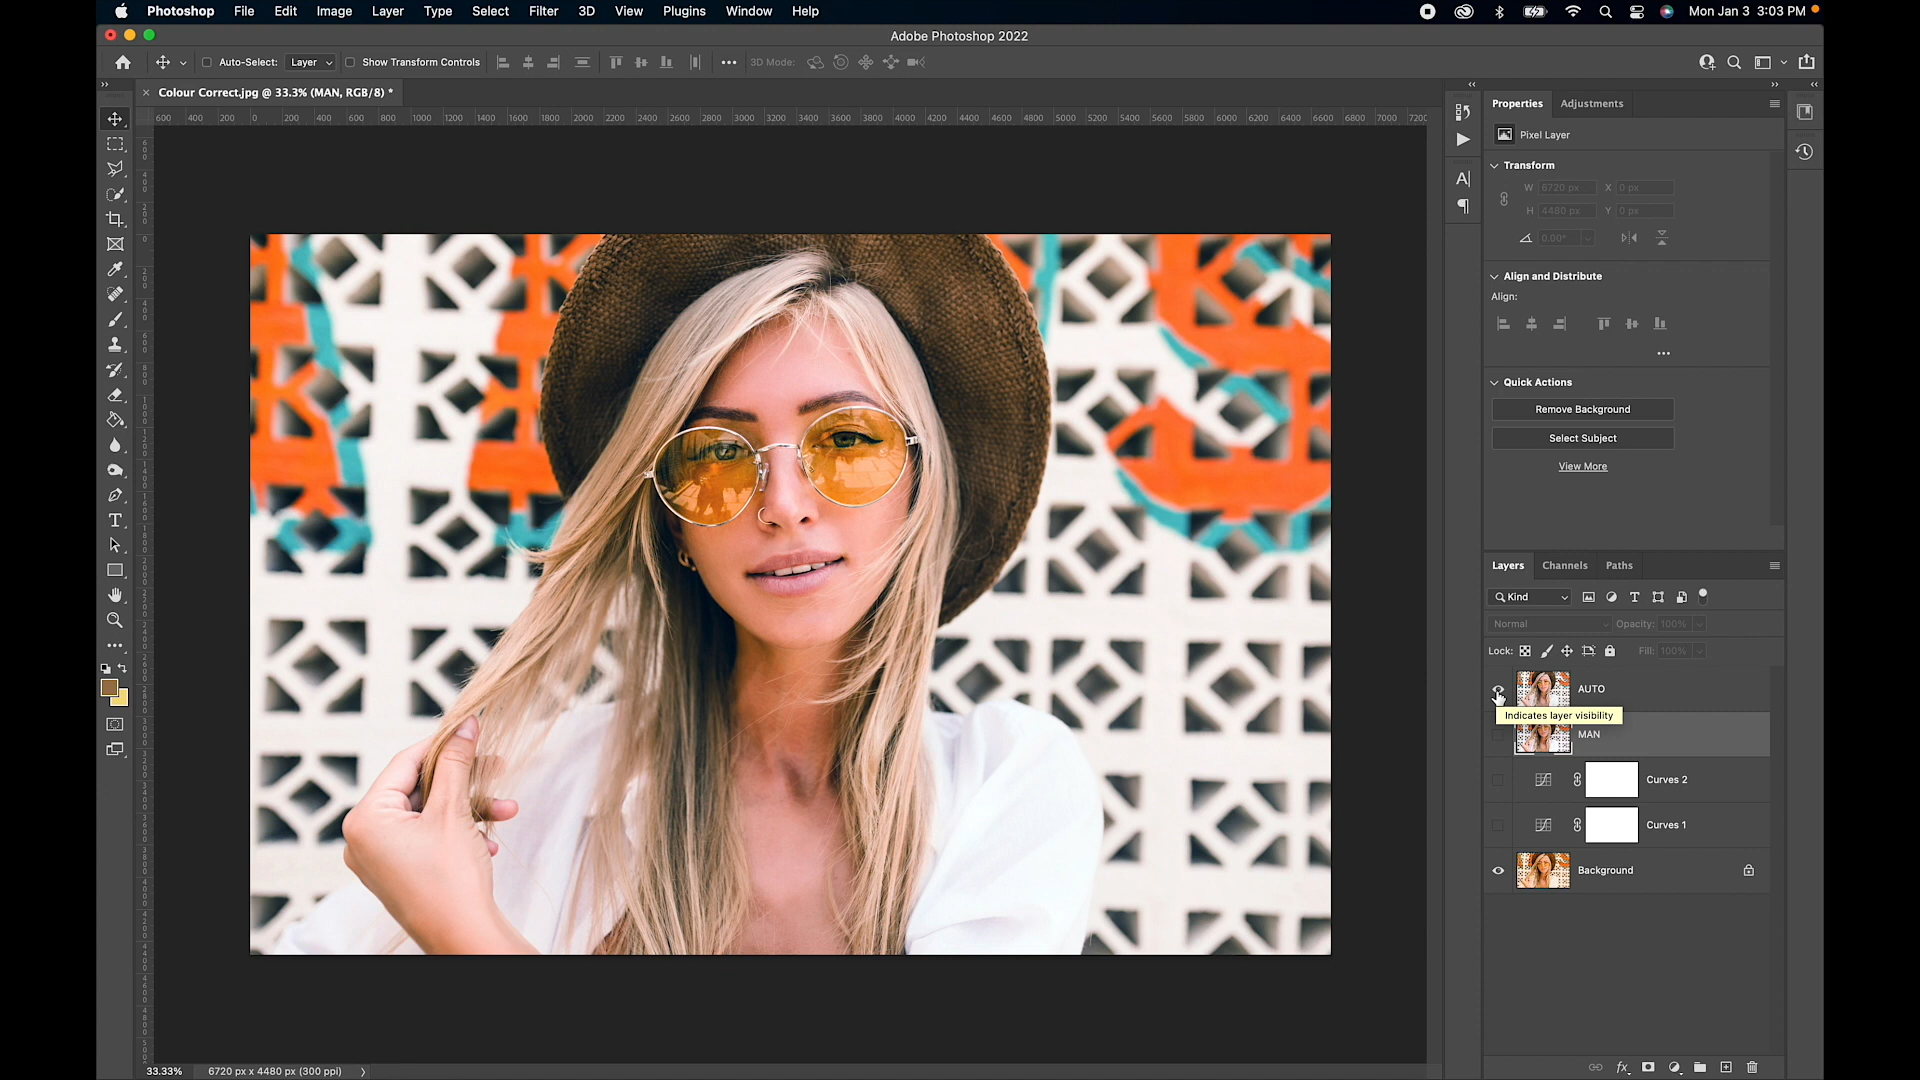 Photoshop File Edit Image Layer Type Select Filter 3D View Plugins Window Help
Mon Jan 3 3:03 PM
Adobe Photoshop 2022
Auto-Select: Layer Show Transform Controls 3D Mode:
Colour Correct.jpg @ 33.3% (MAN, RGB/8) *
600 400 200 0 200 400 600 800 1000 1200 1400 1600 1800 2000 2200 2400 2600 2800 3000 3200 3400 3600 3800 4000 4200 4400 4600 4800 5000 5200 5400 5600 5800 6000 6200 6400 6600 6800 7000
Properties Adjustments
Pixel Layer
Transform
W 6720 px X 0 px
H 4480 px Y 0 px
0.00°
Align and Distribute
Align:
Quick Actions
Remove Background
Select Subject
View More
Layers Channels Paths
Kind
Normal Opacity: 100%
Lock: Fill: 100%
AUTO
Indicates layer visibility
MAN
Curves 2
Curves 1
Background
33.33% 6720 px x 4480 px (300 ppi)